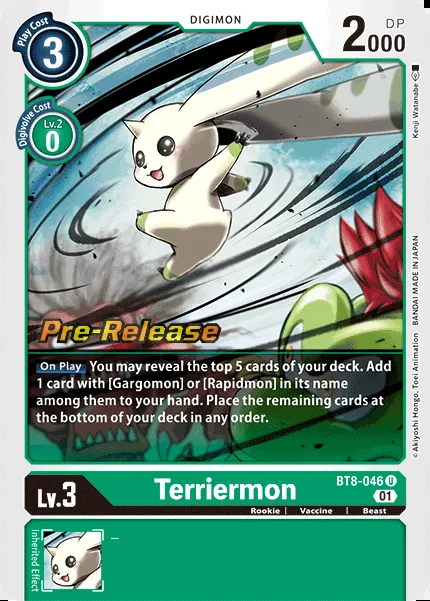 DIGIMON
Play Cost
3
DP
2000
Digivolve Cost
Lv.2
0
Kenji Watanabe
© Akiyoshi Hongo, Toei Animation BANDAI MADE IN JAPAN
Pre-Release
On Play You may reveal the top 5 cards of your deck. Add
1 card with [Gargomon] or [Rapidmon] in its name
among them to your hand. Place the remaining cards at
the bottom of your deck in any order.
Lv.3
Terriermon
BT8-046 U
01
Rookie | Vaccine | Beast
Inherited Effect
–